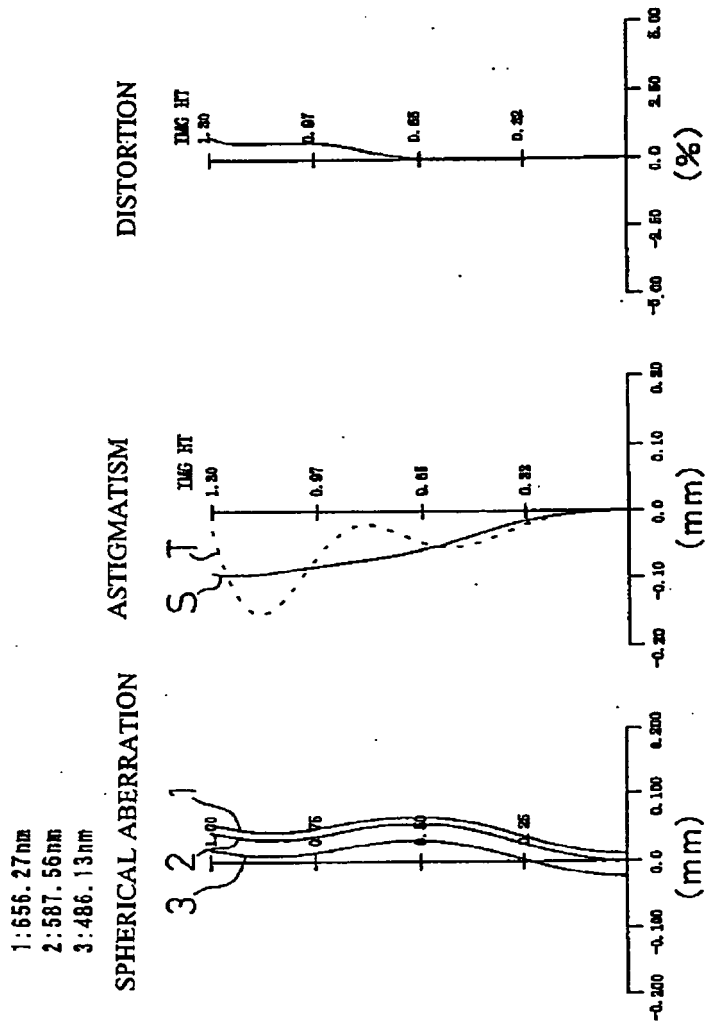 1:656.27nm
2:587.56nm
3:486.13nm
SPHERICAL ABERRATION
3 2 1
1.00
0.75
0.50
0.25
-0.200 -0.100 0.0 0.100 0.200
(mm)
ASTIGMATISM
IMG HT
S T
1.30
0.97
0.65
0.32
-0.20 -0.10 0.0 0.10 0.20
(mm)
DISTORTION
IMG HT
1.30
0.97
0.65
0.32
-5.00 -2.50 0.0 2.50 5.00
(%)